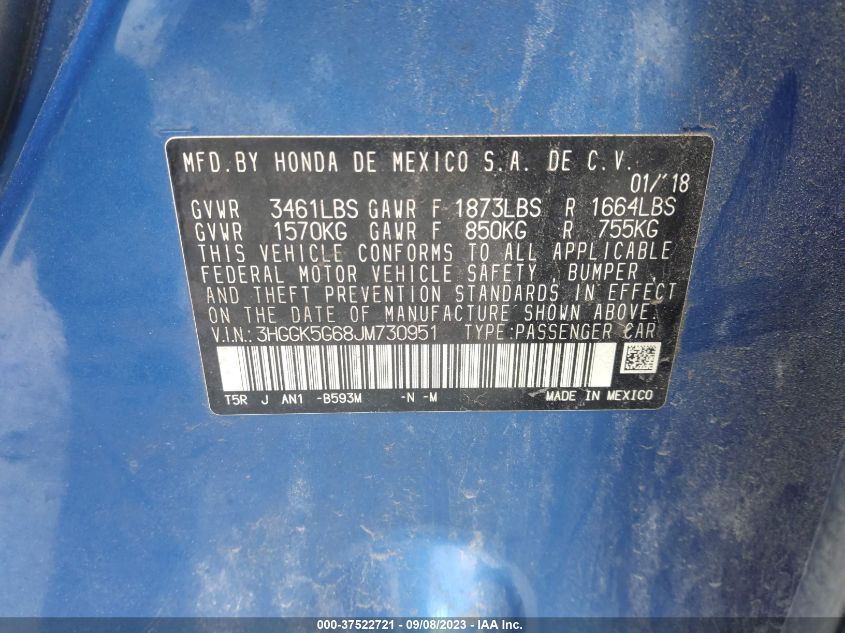 MFD.BY HONDA DE MEXICO S.A. DE C.V.
01/'18
GVWR 3461LBS GAWR F 1873LBS R 1664LBS
GVWR 1570KG GAWR F 850KG R 755KG
THIS VEHICLE CONFORMS TO ALL APPLICABLE
FEDERAL MOTOR VEHICLE SAFETY , BUMPER ,
AND THEFT PREVENTION STANDARDS IN EFFECT
ON THE DATE OF MANUFACTURE SHOWN ABOVE.
V.I.N.: 3HGGK5G68JM730951 TYPE:PASSENGER CAR
T5R J AN1 -B593M -N -M MADE IN MEXICO
000-37522721 - 09/08/2023 - IAA Inc.